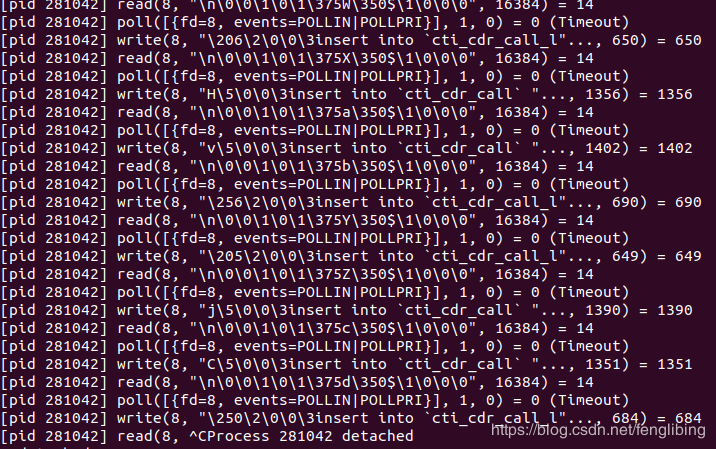 [pid 281042] read(8, "\n\0\0\1\0\1\375W\350$\1\0\0\0", 16384) = 14
[pid 281042] poll([{fd=8, events=POLLIN|POLLPRI}], 1, 0) = 0 (Timeout)
[pid 281042] write(8, "\206\2\0\0\3insert into `cti_cdr_call_l"..., 650) = 650
[pid 281042] read(8, "\n\0\0\1\0\1\375X\350$\1\0\0\0", 16384) = 14
[pid 281042] poll([{fd=8, events=POLLIN|POLLPRI}], 1, 0) = 0 (Timeout)
[pid 281042] write(8, "H\5\0\0\3insert into `cti_cdr_call` "..., 1356) = 1356
[pid 281042] read(8, "\n\0\0\1\0\1\375a\350$\1\0\0\0", 16384) = 14
[pid 281042] poll([{fd=8, events=POLLIN|POLLPRI}], 1, 0) = 0 (Timeout)
[pid 281042] write(8, "v\5\0\0\3insert into `cti_cdr_call` "..., 1402) = 1402
[pid 281042] read(8, "\n\0\0\1\0\1\375b\350$\1\0\0\0", 16384) = 14
[pid 281042] poll([{fd=8, events=POLLIN|POLLPRI}], 1, 0) = 0 (Timeout)
[pid 281042] write(8, "\256\2\0\0\3insert into `cti_cdr_call_l"..., 690) = 690
[pid 281042] read(8, "\n\0\0\1\0\1\375Y\350$\1\0\0\0", 16384) = 14
[pid 281042] poll([{fd=8, events=POLLIN|POLLPRI}], 1, 0) = 0 (Timeout)
[pid 281042] write(8, "\205\2\0\0\3insert into `cti_cdr_call_l"..., 649) = 649
[pid 281042] read(8, "\n\0\0\1\0\1\375Z\350$\1\0\0\0", 16384) = 14
[pid 281042] poll([{fd=8, events=POLLIN|POLLPRI}], 1, 0) = 0 (Timeout)
[pid 281042] write(8, "j\5\0\0\3insert into `cti_cdr_call` "..., 1390) = 1390
[pid 281042] read(8, "\n\0\0\1\0\1\375c\350$\1\0\0\0", 16384) = 14
[pid 281042] poll([{fd=8, events=POLLIN|POLLPRI}], 1, 0) = 0 (Timeout)
[pid 281042] write(8, "C\5\0\0\3insert into `cti_cdr_call` "..., 1351) = 1351
[pid 281042] read(8, "\n\0\0\1\0\1\375d\350$\1\0\0\0", 16384) = 14
[pid 281042] poll([{fd=8, events=POLLIN|POLLPRI}], 1, 0) = 0 (Timeout)
[pid 281042] write(8, "\250\2\0\0\3insert into `cti_cdr_call_l"..., 684) = 684
[pid 281042] read(8, ^CProcess 281042 detached
https://blog.csdn.net/fenglibing